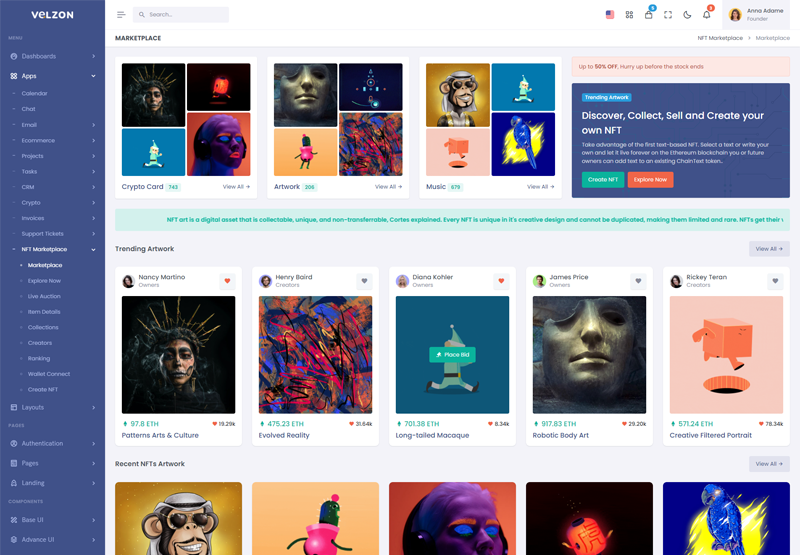 VELZON
Search...
5
3
Anna Adame
Founder
MENU
Dashboards
Apps
Calendar
Chat
Email
Ecommerce
Projects
Tasks
CRM
Crypto
Invoices
Support Tickets
NFT Marketplace
Marketplace
Explore Now
Live Auction
Item Details
Collections
Creators
Ranking
Wallet Connect
Create NFT
Layouts
PAGES
Authentication
Pages
Landing
COMPONENTS
Base UI
Advance UI
MARKETPLACE
NFT Marketplace > Marketplace
Crypto Card 743 View All →
Artwork 206 View All →
Music 679 View All →
Up to 50% OFF, Hurry up before the stock ends
Trending Artwork
Discover, Collect, Sell and Create your
own NFT
Take advantage of the first text-based NFT. Select a text or write your
own and let it live forever on the Ethereum blockchain you or future
owners can add text to an existing ChainText token..
Create NFT Explore Now
NFT art is a digital asset that is collectable, unique, and non-transferrable, Cortes explained. Every NFT is unique in it's creative design and cannot be duplicated, making them limited and rare. NFTs get their v
Trending Artwork
View All →
Nancy Martino
Owners
97.8 ETH 19.29k
Patterns Arts & Culture
Henry Baird
Creators
475.23 ETH 31.64k
Evolved Reality
Diana Kohler
Owners
Place Bid
701.38 ETH 8.34k
Long-tailed Macaque
James Price
Owners
917.83 ETH 29.20k
Robotic Body Art
Rickey Teran
Creators
571.24 ETH 78.34k
Creative Filtered Portrait
Recent NFTs Artwork
View All →